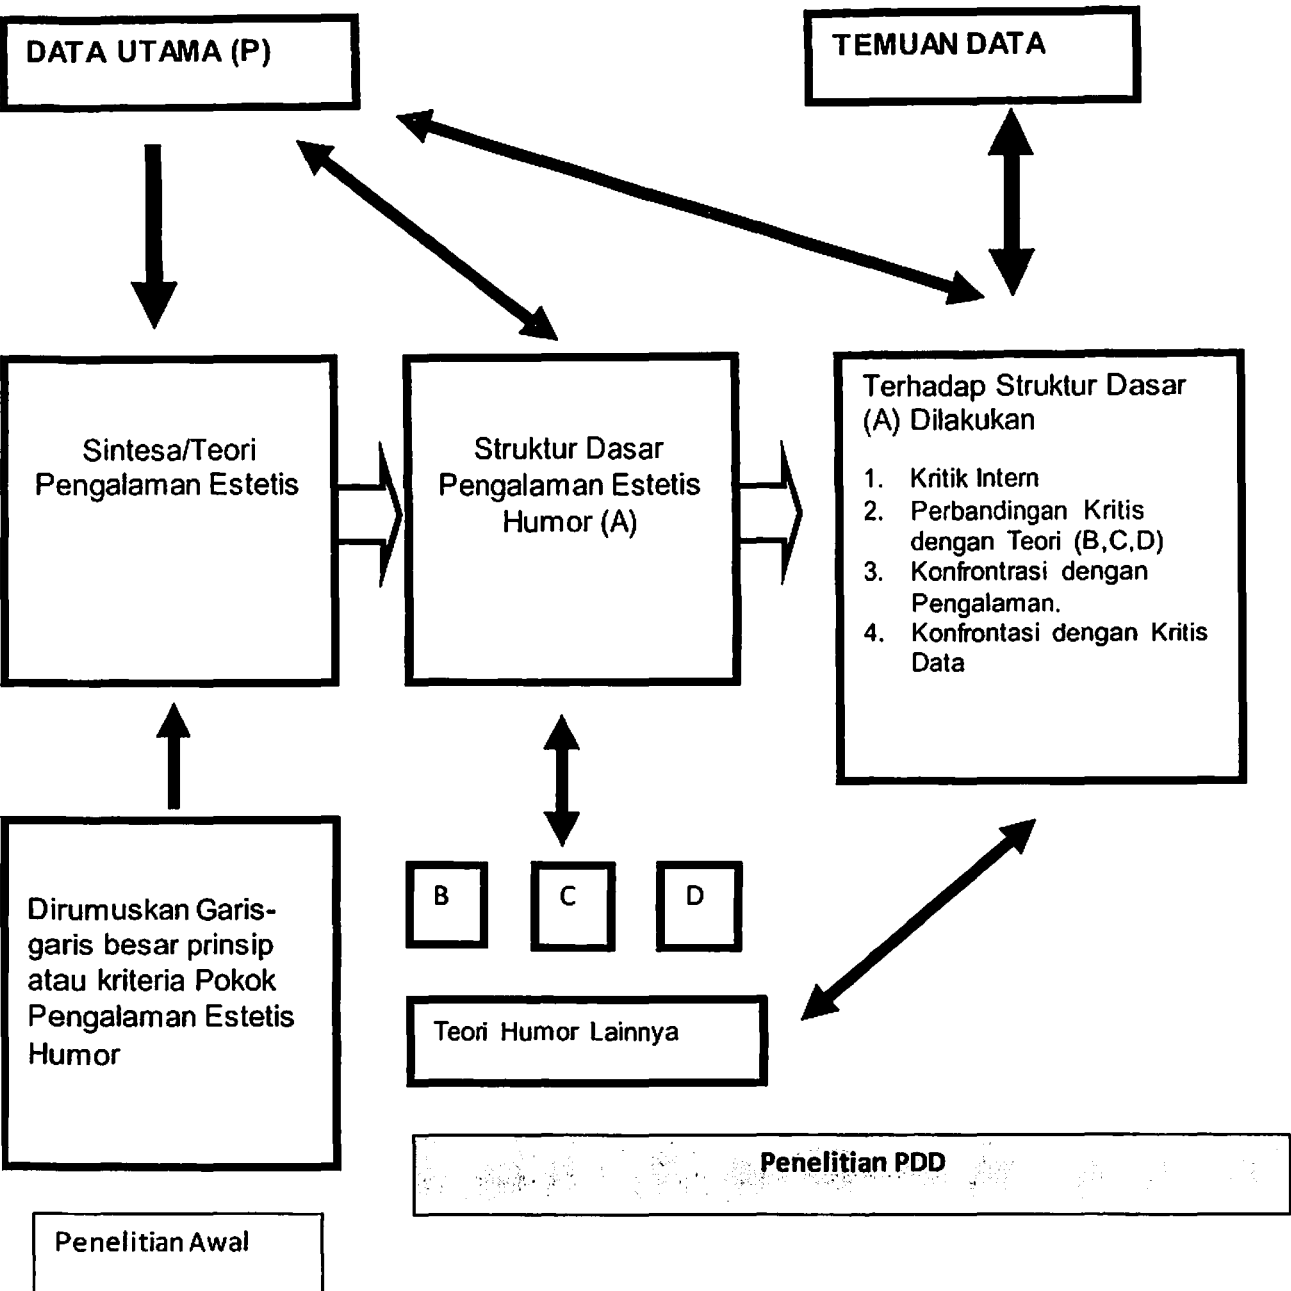 DATA UTAMA (P)
TEMUAN DATA
Sintesa/Teori
Pengalaman Estetis
Struktur Dasar
Pengalaman Estetis
Humor (A)
Terhadap Struktur Dasar
(A) Dilakukan
1. Kritik Intern
2. Perbandingan Kritis
dengan Teori (B,C,D)
3. Konfrontrasi dengan
Pengalaman.
4. Konfrontasi dengan Kritis
Data
Dirumuskan Garis-
garis besar prinsip
atau kriteria Pokok
Pengalaman Estetis
Humor
B
C
D
Teori Humor Lainnya
Penelitian PDD
Penelitian Awal